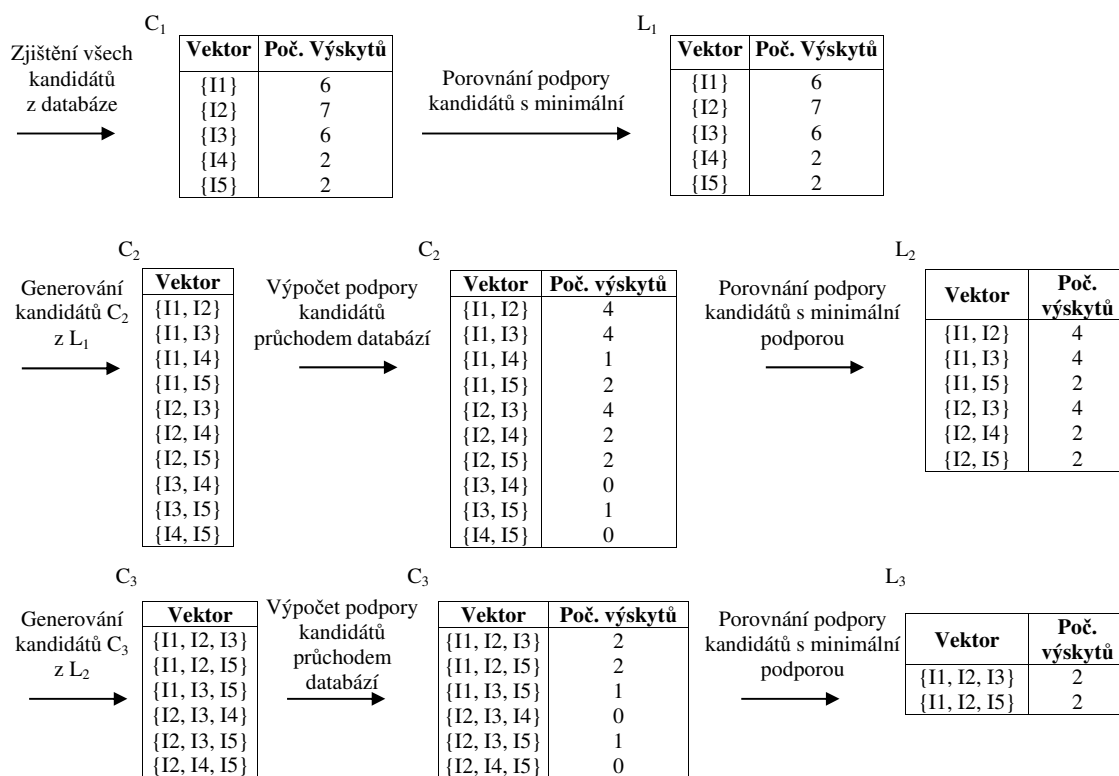 C1
L1
Zjištění všech
kandidátů
z databáze
Vektor Poč. Výskytů
{I1} 6
{I2} 7
{I3} 6
{I4} 2
{I5} 2
Porovnání podpory
kandidátů s minimální
Vektor Poč. Výskytů
{I1} 6
{I2} 7
{I3} 6
{I4} 2
{I5} 2
C2
C2
L2
Generování
kandidátů C2
z L1
Vektor
{I1, I2}
{I1, I3}
{I1, I4}
{I1, I5}
{I2, I3}
{I2, I4}
{I2, I5}
{I3, I4}
{I3, I5}
{I4, I5}
Výpočet podpory
kandidátů
průchodem databází
Vektor Poč. výskytů
{I1, I2} 4
{I1, I3} 4
{I1, I4} 1
{I1, I5} 2
{I2, I3} 4
{I2, I4} 2
{I2, I5} 2
{I3, I4} 0
{I3, I5} 1
{I4, I5} 0
Porovnání podpory
kandidátů s minimální
podporou
Vektor Poč.
výskytů
{I1, I2} 4
{I1, I3} 4
{I1, I5} 2
{I2, I3} 4
{I2, I4} 2
{I2, I5} 2
C3
C3
L3
Generování
kandidátů C3
z L2
Vektor
{I1, I2, I3}
{I1, I2, I5}
{I1, I3, I5}
{I2, I3, I4}
{I2, I3, I5}
{I2, I4, I5}
Výpočet podpory
kandidátů
průchodem
databází
Vektor Poč. výskytů
{I1, I2, I3} 2
{I1, I2, I5} 2
{I1, I3, I5} 1
{I2, I3, I4} 0
{I2, I3, I5} 1
{I2, I4, I5} 0
Porovnání podpory
kandidátů s minimální
podporou
Vektor Poč.
výskytů
{I1, I2, I3} 2
{I1, I2, I5} 2